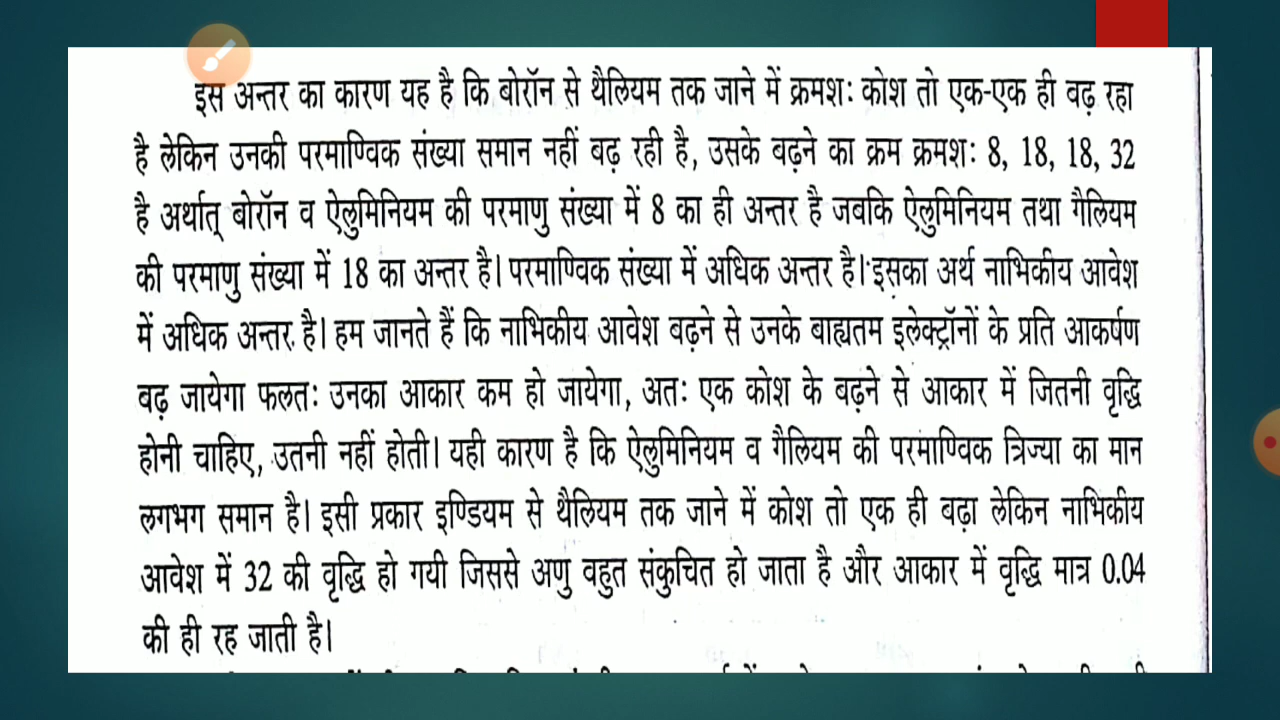 इस अन्तर का कारण यह है कि बोरॉन से थैलियम तक जाने में क्रमशः कोश तो एक-एक ही बढ़ रहा
है लेकिन उनकी परमाण्विक संख्या समान नहीं बढ़ रही है, उसके बढ़ने का क्रम क्रमशः 8, 18, 18, 32
है अर्थात् बोरॉन व ऐलुमिनियम की परमाणु संख्या में 8 का ही अन्तर है जबकि ऐलुमिनियम तथा गैलियम
की परमाणु संख्या में 18 का अन्तर है। परमाण्विक संख्या में अधिक अन्तर है। इसका अर्थ नाभिकीय आवेश
में अधिक अन्तर है। हम जानते हैं कि नाभिकीय आवेश बढ़ने से उनके बाह्यतम इलेक्ट्रॉनों के प्रति आकर्षण
बढ़ जायेगा फलतः उनका आकार कम हो जायेगा, अतः एक कोश के बढ़ने से आकार में जितनी वृद्धि
होनी चाहिए, उतनी नहीं होती। यही कारण है कि ऐलुमिनियम व गैलियम की परमाण्विक त्रिज्या का मान
लगभग समान है। इसी प्रकार इण्डियम से थैलियम तक जाने में कोश तो एक ही बढ़ा लेकिन नाभिकीय
आवेश में 32 की वृद्धि हो गयी जिससे अणु वहुत संकुचित हो जाता है और आकार में वृद्धि मात्र 0.04
की ही रह जाती है।